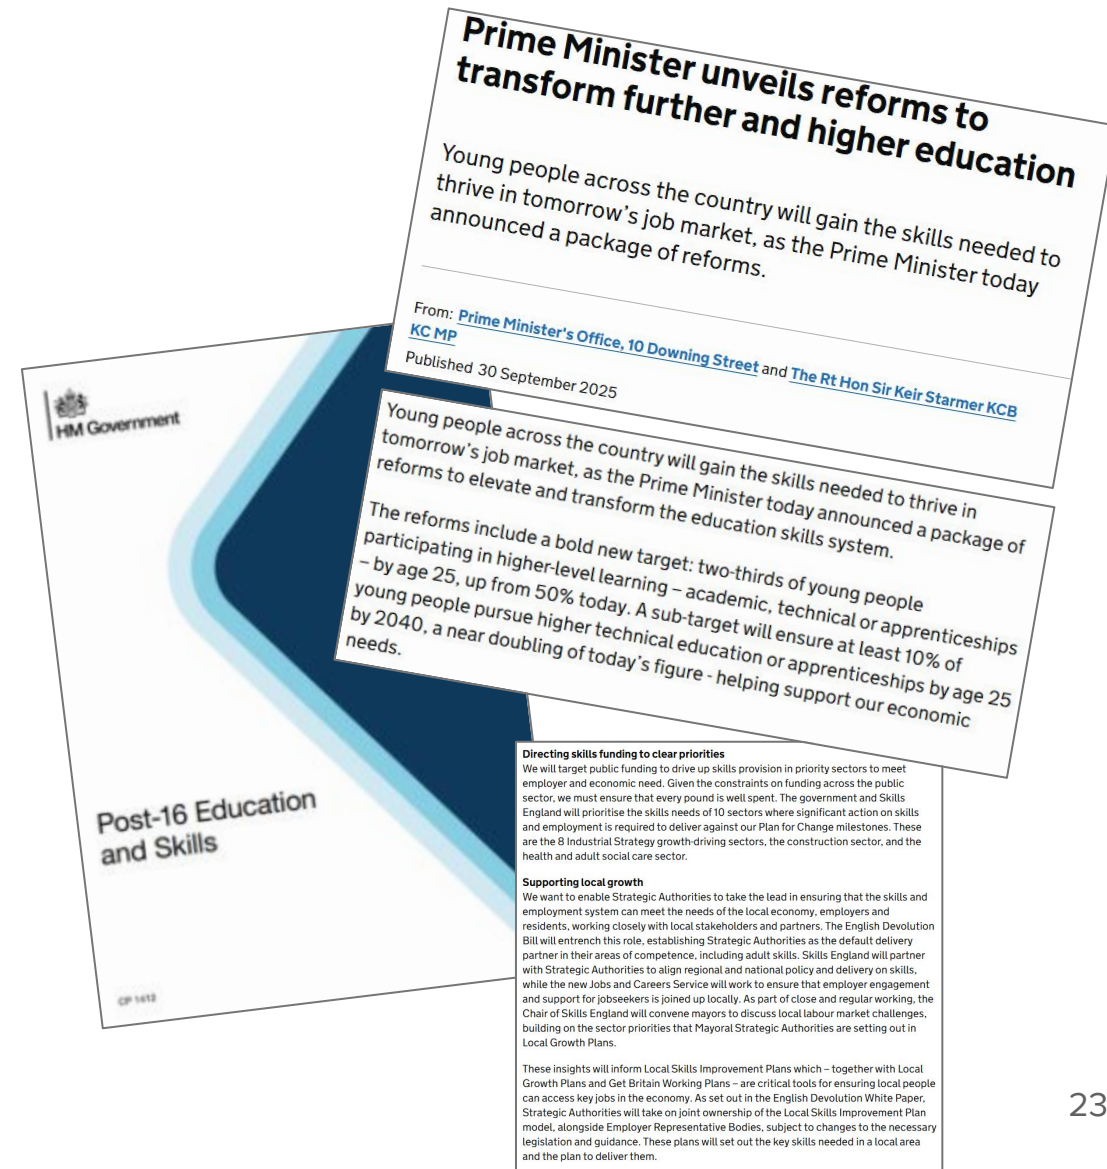 Prime Minister unveils reforms to
transform further and higher education
Young people across the country will gain the skills needed to
thrive in tomorrow's job market, as the Prime Minister today
announced a package of reforms.
From: Prime Minister's Office, 10 Downing Street and The Rt Hon Sir Keir Starmer KCB
KC MP
Published 30 September 2025
Young people across the country will gain the skills needed to thrive in
tomorrow's job market, as the Prime Minister today announced a package of
reforms to elevate and transform the education skills system.
The reforms include a bold new target: two-thirds of young people
participating in higher-level learning – academic, technical or apprenticeships
– by age 25, up from 50% today. A sub-target will ensure at least 10% of
young people pursue higher technical education or apprenticeships by age 25
by 2040, a near doubling of today's figure - helping support our economic
needs.
HM Government
Post-16 Education
and Skills
CP 1412
Directing skills funding to clear priorities
We will target public funding to drive up skills provision in priority sectors to meet
employer and economic need. Given the constraints on funding across the public
sector, we must ensure that every pound is well spent. The government and Skills
England will prioritise the skills needs of 10 sectors where significant action on skills
and employment is required to deliver against our Plan for Change milestones. These
are the 8 Industrial Strategy growth-driving sectors, the construction sector, and the
health and adult social care sector.
Supporting local growth
We want to enable Strategic Authorities to take the lead in ensuring that the skills and
employment system can meet the needs of the local economy, employers and
residents, working closely with local stakeholders and partners. The English Devolution
Bill will entrench this role, establishing Strategic Authorities as the default delivery
partner in their areas of competence, including adult skills. Skills England will partner
with Strategic Authorities to align regional and national policy and delivery on skills,
while the new Jobs and Careers Service will work to ensure that employer engagement
and support for jobseekers is joined up locally. As part of close and regular working, the
Chair of Skills England will convene mayors to discuss local labour market challenges,
building on the sector priorities that Mayoral Strategic Authorities are setting out in
Local Growth Plans.
These insights will inform Local Skills Improvement Plans which – together with Local
Growth Plans and Get Britain Working Plans – are critical tools for ensuring local people
can access key jobs in the economy. As set out in the English Devolution White Paper,
Strategic Authorities will take on joint ownership of the Local Skills Improvement Plan
model, alongside Employer Representative Bodies, subject to changes to the necessary
legislation and guidance. These plans will set out the key skills needed in a local area
and the plan to deliver them.
23